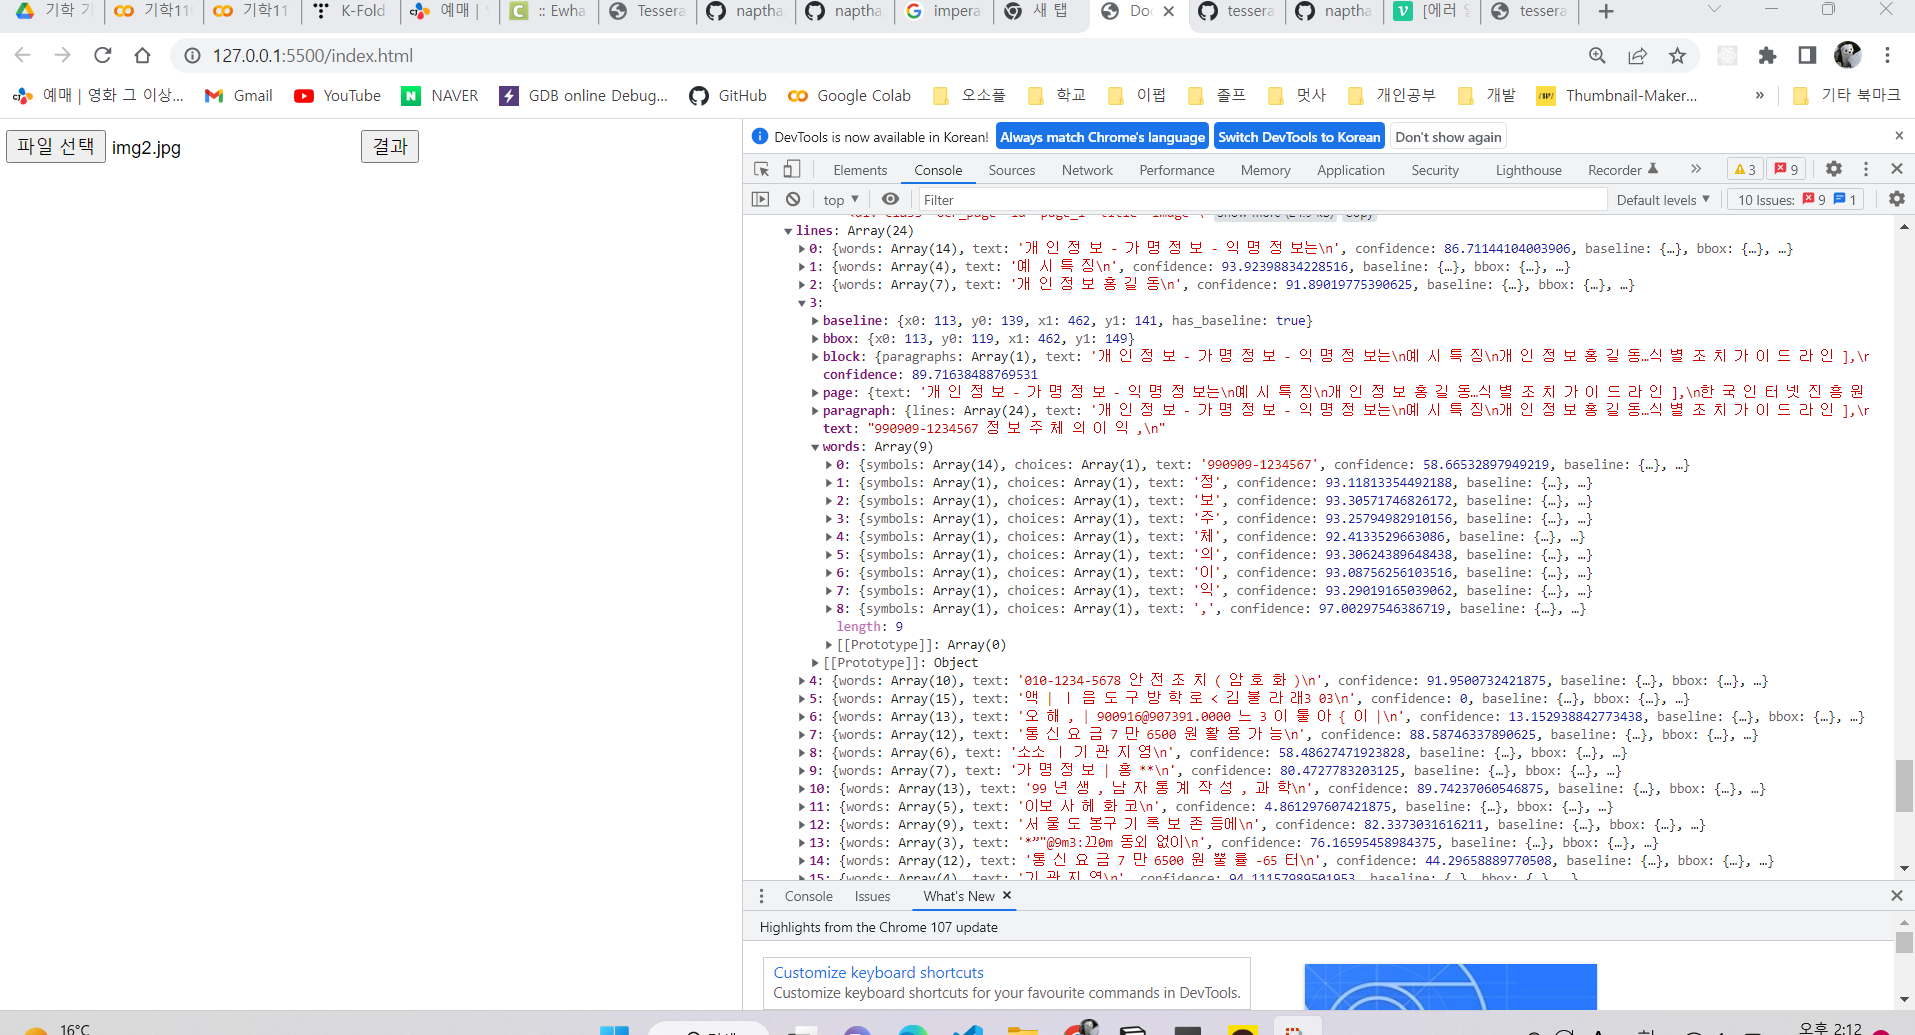 기학 기 기학11 기학11 K-Fold 예매 | :: Ewha Tessera naptha naptha impera 새 탭 Doc tessera naptha [에러 tessera
127.0.0.1:5500/index.html
예매 | 영화 그 이상... Gmail YouTube NAVER GDB online Debug... GitHub Google Colab 오소플 학교 이펍 졸프 멋사 개인공부 개발 Thumbnail-Maker... » 기타 북마크
파일 선택 img2.jpg 결과
DevTools is now available in Korean! Always match Chrome's language Switch DevTools to Korean Don't show again
Elements Console Sources Network Performance Memory Application Security Lighthouse Recorder » 3 9
top Filter Default levels 10 Issues: 9 1
lines: Array(24)
0: {words: Array(14), text: '개 인 정 보 - 가 명 정 보 - 익 명 정 보는\n', confidence: 86.71144104003906, baseline: {…}, bbox: {…}, …}
1: {words: Array(4), text: '예 시 특 징\n', confidence: 93.92398834228516, baseline: {…}, bbox: {…}, …}
2: {words: Array(7), text: '개 인 정 보 홍 길 동\n', confidence: 91.89019775390625, baseline: {…}, bbox: {…}, …}
3:
baseline: {x0: 113, y0: 139, x1: 462, y1: 141, has_baseline: true}
bbox: {x0: 113, y0: 119, x1: 462, y1: 149}
block: {paragraphs: Array(1), text: '개 인 정 보 - 가 명 정 보 - 익 명 정 보는\n예 시 특 징\n개 인 정 보 홍 길 동…식 별 조 치 가 이 드 라 인 ],\r
confidence: 89.71638488769531
page: {text: '개 인 정 보 - 가 명 정 보 - 익 명 정 보는\n예 시 특 징\n개 인 정 보 홍 길 동…식 별 조 치 가 이 드 라 인 ],\n한 국 인 터 넷 진 흥 원
paragraph: {lines: Array(24), text: '개 인 정 보 - 가 명 정 보 - 익 명 정 보는\n예 시 특 징\n개 인 정 보 홍 길 동…식 별 조 치 가 이 드 라 인 ],\r
text: "990909-1234567 정 보 주 체 의 이 익 ,\n"
words: Array(9)
0: {symbols: Array(14), choices: Array(1), text: '990909-1234567', confidence: 58.66532897949219, baseline: {…}, …}
1: {symbols: Array(1), choices: Array(1), text: '정', confidence: 93.11813354492188, baseline: {…}, …}
2: {symbols: Array(1), choices: Array(1), text: '보', confidence: 93.30571746826172, baseline: {…}, …}
3: {symbols: Array(1), choices: Array(1), text: '주', confidence: 93.25794982910156, baseline: {…}, …}
4: {symbols: Array(1), choices: Array(1), text: '체', confidence: 92.4133529663086, baseline: {…}, …}
5: {symbols: Array(1), choices: Array(1), text: '의', confidence: 93.30624389648438, baseline: {…}, …}
6: {symbols: Array(1), choices: Array(1), text: '이', confidence: 93.08756256103516, baseline: {…}, …}
7: {symbols: Array(1), choices: Array(1), text: '익', confidence: 93.29019165039062, baseline: {…}, …}
8: {symbols: Array(1), choices: Array(1), text: ',', confidence: 97.00297546386719, baseline: {…}, …}
length: 9
[[Prototype]]: Array(0)
[[Prototype]]: Object
4: {words: Array(10), text: '010-1234-5678 안 전 조 치 ( 암 호 화 )\n', confidence: 91.9500732421875, baseline: {…}, bbox: {…}, …}
5: {words: Array(15), text: '맥 | ㅣ 음 도 구 방 학 로 < 김 불 라 래3 03\n', confidence: 0, baseline: {…}, bbox: {…}, …}
6: {words: Array(13), text: '오 해 , | 900916@907391.0000 느 3 이 툴 아 { 이 |\n', confidence: 13.152938842773438, baseline: {…}, bbox: {…}, …}
7: {words: Array(12), text: '통 신 요 금 7 만 6500 원 활 용 가 능\n', confidence: 88.58746337890625, baseline: {…}, bbox: {…}, …}
8: {words: Array(6), text: '소소 ㅣ 기 관 지 영\n', confidence: 58.48627471923828, baseline: {…}, bbox: {…}, …}
9: {words: Array(7), text: '가 명 정 보 | 홍 **\n', confidence: 80.4727783203125, baseline: {…}, bbox: {…}, …}
10: {words: Array(13), text: '99 년 생 , 남 자 통 계 작 성 , 과 학\n', confidence: 89.74237060546875, baseline: {…}, bbox: {…}, …}
11: {words: Array(5), text: '이보 사 헤 화 코\n', confidence: 4.861297607421875, baseline: {…}, bbox: {…}, …}
12: {words: Array(9), text: '서 울 도 봉구 기 록 보 존 등에\n', confidence: 82.3373031616211, baseline: {…}, bbox: {…}, …}
13: {words: Array(3), text: '*”"@9m3:끄0m 동외 없이\n', confidence: 76.16595458984375, baseline: {…}, bbox: {…}, …}
14: {words: Array(12), text: '통 신 요 금 7 만 6500 원 뿔 률 -65 터\n', confidence: 44.29658889770508, baseline: {…}, bbox: {…}, …}
15: {words: Array(4), text: '기 관 지 영\n', confidence: 94.11157989501953, baseline: {…}, bbox: {…}, …}
Console Issues What's New
Highlights from the Chrome 107 update
Customize keyboard shortcuts
Customize keyboard shortcuts for your favourite commands in DevTools.
16°C 오후 2:12